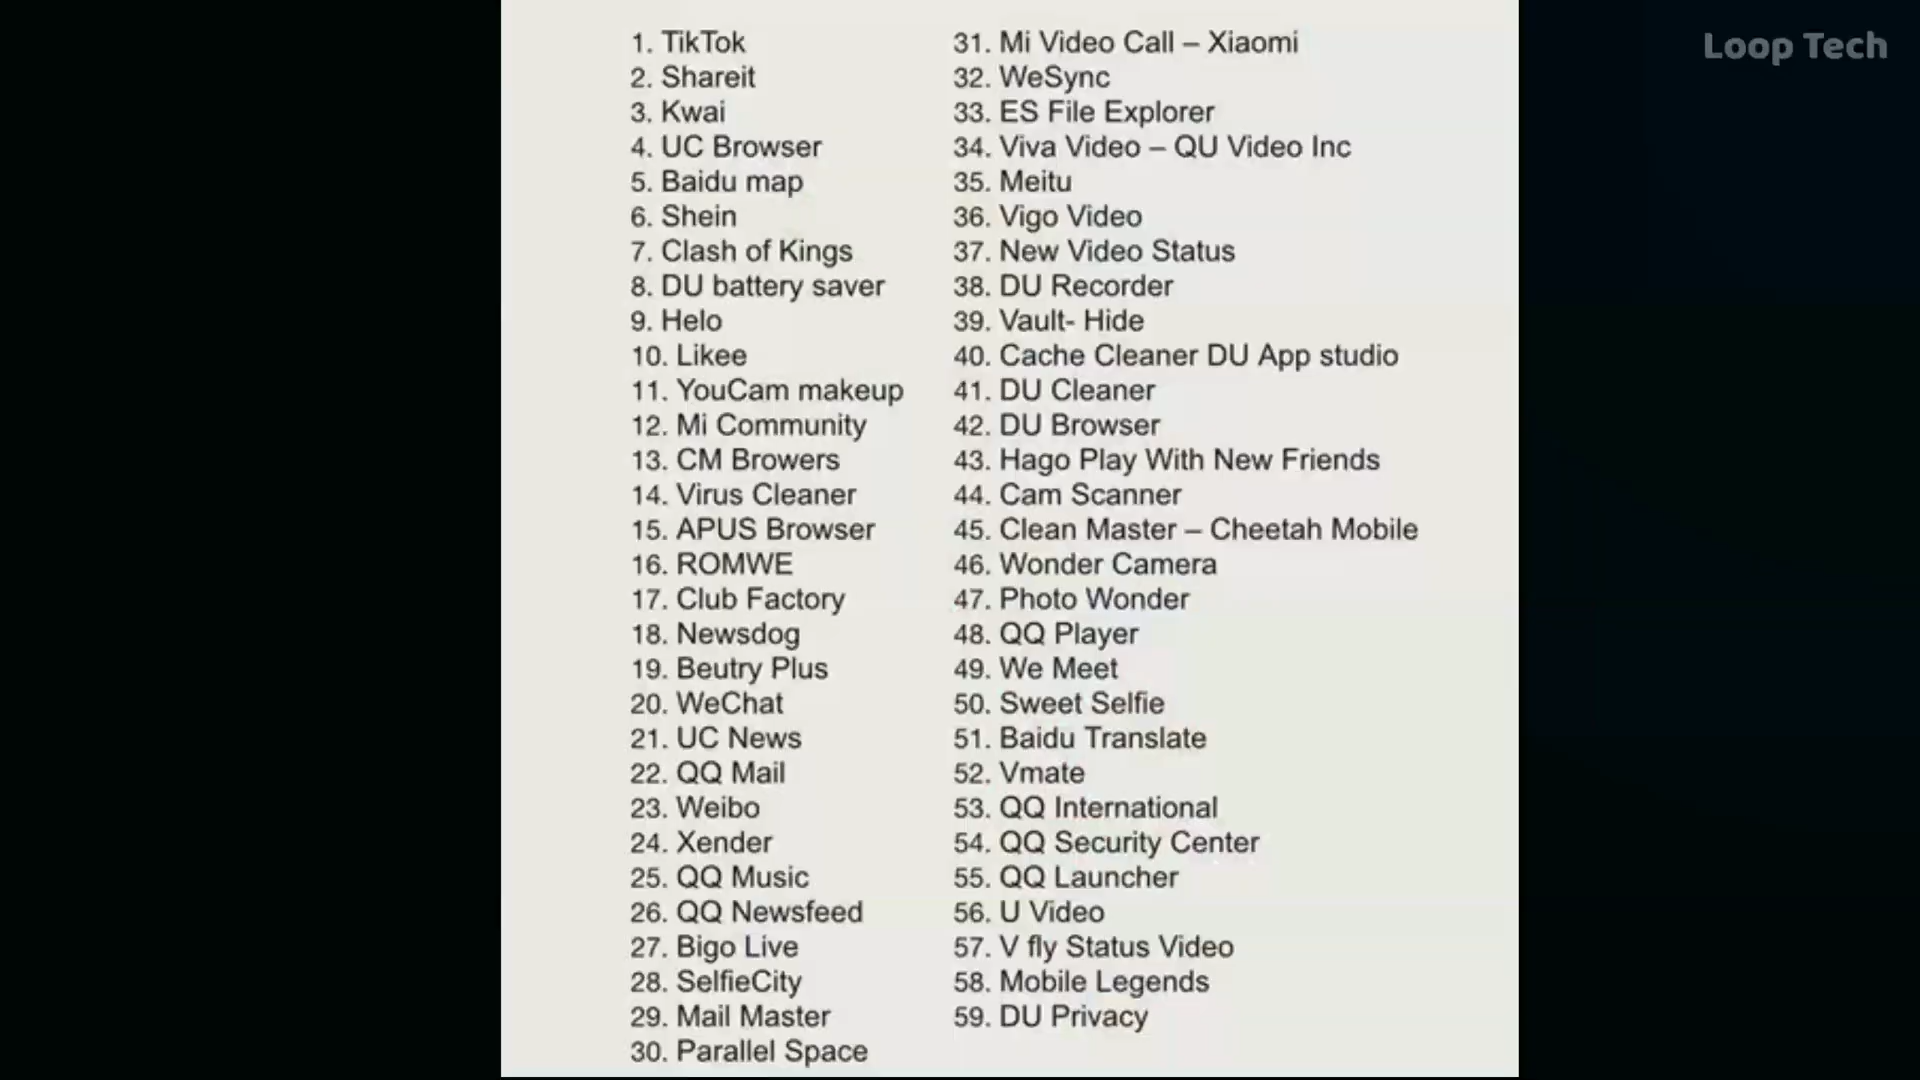 Loop Tech
1. TikTok
2. Shareit
3. Kwai
4. UC Browser
5. Baidu map
6. Shein
7. Clash of Kings
8. DU battery saver
9. Helo
10. Likee
11. YouCam makeup
12. Mi Community
13. CM Browers
14. Virus Cleaner
15. APUS Browser
16. ROMWE
17. Club Factory
18. Newsdog
19. Beutry Plus
20. WeChat
21. UC News
22. QQ Mail
23. Weibo
24. Xender
25. QQ Music
26. QQ Newsfeed
27. Bigo Live
28. SelfieCity
29. Mail Master
30. Parallel Space
31. Mi Video Call – Xiaomi
32. WeSync
33. ES File Explorer
34. Viva Video – QU Video Inc
35. Meitu
36. Vigo Video
37. New Video Status
38. DU Recorder
39. Vault- Hide
40. Cache Cleaner DU App studio
41. DU Cleaner
42. DU Browser
43. Hago Play With New Friends
44. Cam Scanner
45. Clean Master – Cheetah Mobile
46. Wonder Camera
47. Photo Wonder
48. QQ Player
49. We Meet
50. Sweet Selfie
51. Baidu Translate
52. Vmate
53. QQ International
54. QQ Security Center
55. QQ Launcher
56. U Video
57. V fly Status Video
58. Mobile Legends
59. DU Privacy